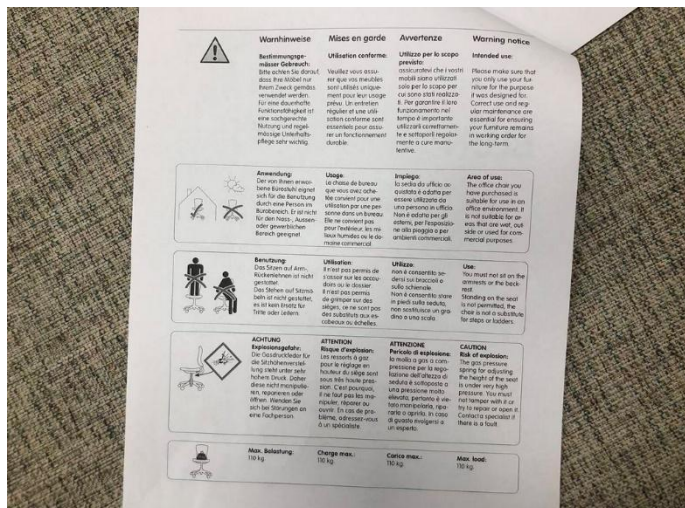 Warnhinweise
Bestimmungsge-
mässer Gebrauch:
Bitte achten Sie darauf,
dass Ihre Möbel nur
ihrem Zweck gemäss
verwendet werden.
Für eine dauerhafte
Funktionsfähigkeit ist
eine sachgerechte
Nutzung und regel-
mässige Unterhalts-
pflege sehr wichtig.
Mises en garde
Utilisation conforme:
Veuillez vous assu-
rer que vos meubles
sont utilisés unique-
ment pour leur usage
prévu. Un entretien
régulier et une utili-
sation conforme sont
essentiels pour assu-
rer un fonctionnement
durable.
Avvertenze
Utilizzo per lo scopo
previsto:
assicuratevi che i vostri
mobili siano utilizzati
solo per lo scopo per
cui sono stati realizza-
ti. Per garantire il loro
funzionamento nel
tempo è importante
utilizzarli correttamen-
te e sottoporli regolar-
mente a cure manu-
tentive.
Warning notice
Intended use:
Please make sure that
you only use your fur-
niture for the purpose
it was designed for.
Correct use and reg-
ular maintenance are
essential for ensuring
your furniture remains
in working order for
the long-term.
Anwendung:
Der von Ihnen erwor-
bene Bürostuhl eignet
sich für die Benutzung
durch eine Person im
Bürobereich. Er ist nicht
für den Nass-, Aussen-
oder gewerblichen
Bereich geeignet.
Usage:
La chaise de bureau
que vous avez ache-
tée convient pour une
utilisation par une per-
sonne dans un bureau.
Elle ne convient pas
pour l'extérieur, les mi-
lieux humides ou le do-
maine commercial.
Impiego:
la sedia da ufficio ac-
quistata è adatta per
essere utilizzata da
una persona in ufficio.
Non è adatta per gli
esterni, per l'esposizio-
ne alla pioggia o per
ambienti commerciali.
Area of use:
The office chair you
have purchased is
suitable for use in an
office environment. It
is not suitable for ar-
eas that are wet, out-
side or used for com-
mercial purposes.
Benutzung:
Das Sitzen auf Arm-,
Rückenlehnen ist nicht
gestattet.
Das Stehen auf Sitzmö-
beln ist nicht gestattet,
es ist kein Ersatz für
Tritte oder Leitern.
Utilisation:
Il n'est pas permis de
s'assoir sur les accou-
doirs ou le dossier.
Il n'est pas permis
de grimper sur des
sièges, ce ne sont pas
des substituts aux es-
cabeaux ou échelles.
Utilizzo:
non è consentito se-
dersi sui braccioli e
sullo schienale.
Non è consentito stare
in piedi sulla seduta,
non sostituisce un gra-
dino o una scala.
Use:
You must not sit on the
armrests or the back-
rest.
Standing on the seat
is not permitted, the
chair is not a substitute
for steps or ladders.
ACHTUNG
Explosionsgefahr:
Die Gasdruckfeder für
die Sitzhöhenverstel-
lung steht unter sehr
hohem Druck. Daher
diese nicht manipulie-
ren, reparieren oder
öffnen. Wenden Sie
sich bei Störungen an
eine Fachperson.
ATTENTION
Risque d'explosion:
Les ressorts à gaz
pour le réglage en
hauteur du siège sont
sous très haute pres-
sion. C'est pourquoi,
il ne faut pas les ma-
nipuler, réparer ou
ouvrir. En cas de pro-
blème, adressez-vous
à un spécialiste.
ATTENZIONE
Pericolo di esplosione:
la molla a gas a com-
pressione per la rego-
lazione dell'altezza di
seduta è sottoposta a
una pressione molto
elevata, pertanto è vie-
tato manipolarla, ripa-
rarla o aprirla. In caso
di guasto rivolgersi a
un esperto.
CAUTION
Risk of explosion:
The gas pressure
spring for adjusting
the height of the seat
is under very high
pressure. You must
not tamper with it or
try to repair or open it.
Contact a specialist if
there is a fault.
Max. Belastung:
110 kg.
Charge max.:
110 kg.
Carico max.:
110 kg.
Max. load:
110 kg.